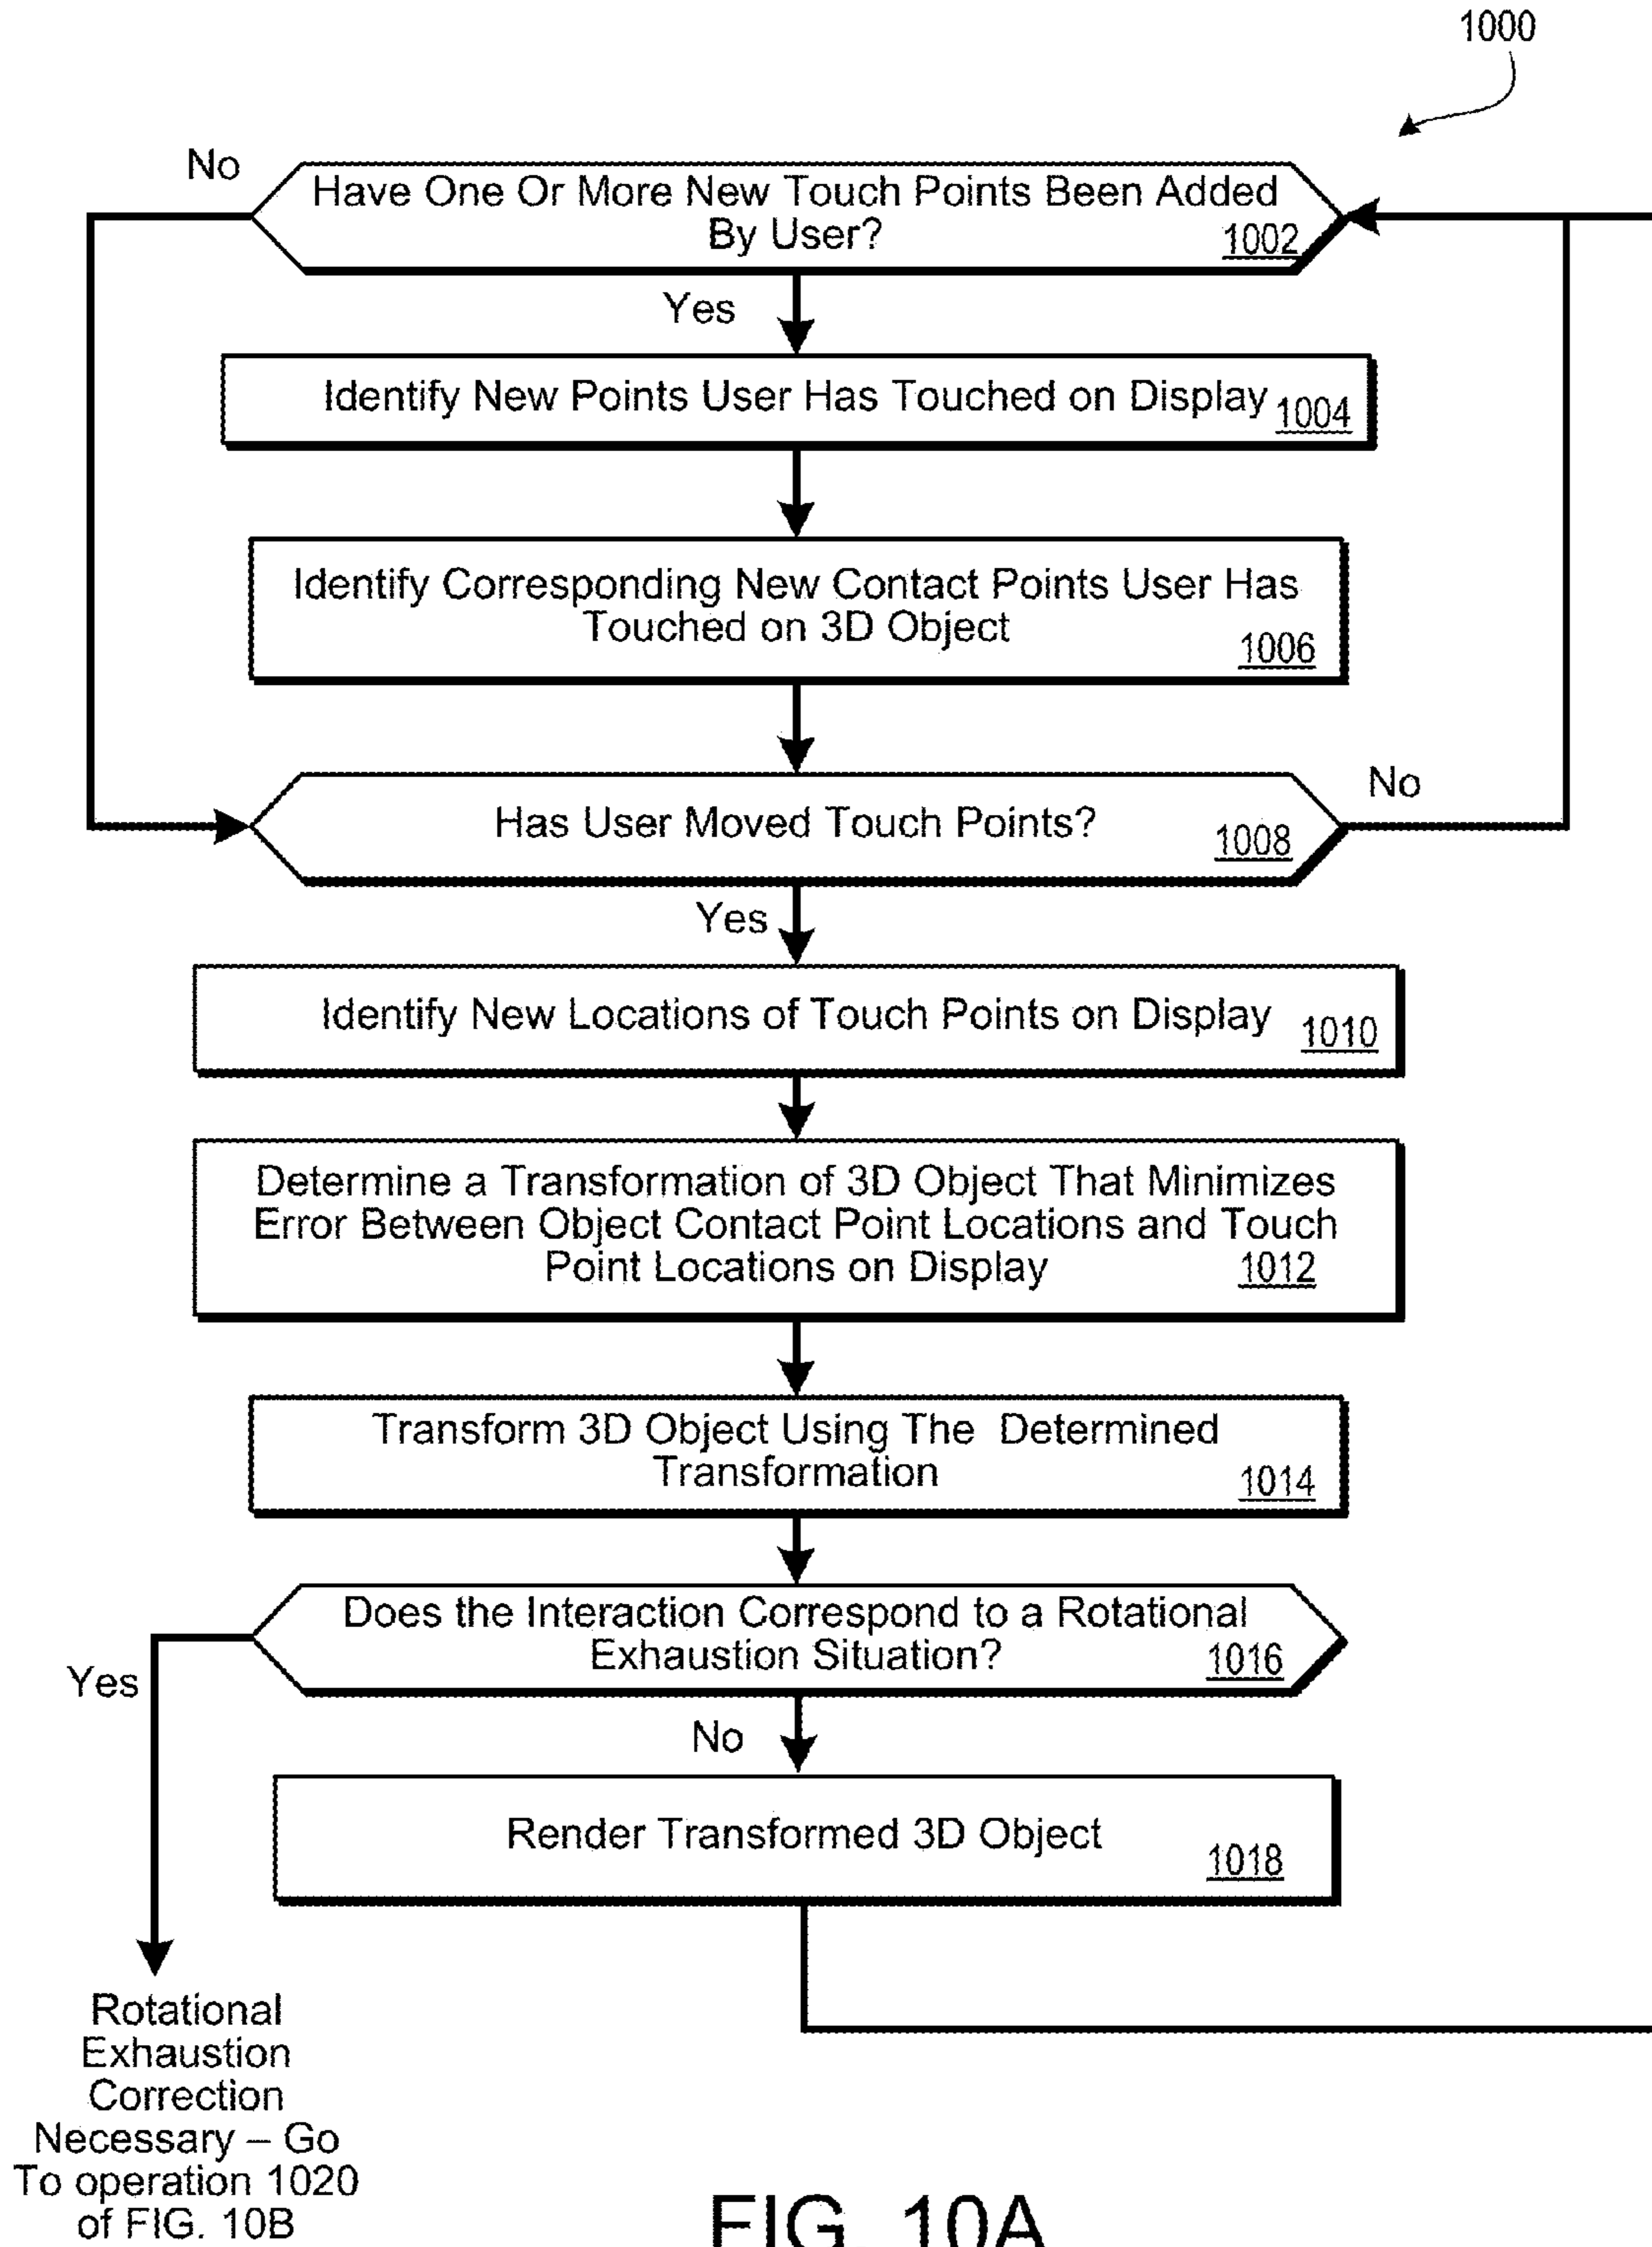 1000
No
Have One Or More New Touch Points Been Added
By User?
1002
Yes
Identify New Points User Has Touched on Display
1004
Identify Corresponding New Contact Points User Has
Touched on 3D Object
1006
Has User Moved Touch Points?
1008
No
Yes
Identify New Locations of Touch Points on Display
1010
Determine a Transformation of 3D Object That Minimizes
Error Between Object Contact Point Locations and Touch
Point Locations on Display
1012
Transform 3D Object Using The Determined
Transformation
1014
Does the Interaction Correspond to a Rotational
Exhaustion Situation?
1016
Yes
No
Render Transformed 3D Object
1018
Rotational
Exhaustion
Correction
Necessary – Go
To operation 1020
of FIG. 10B
FIG. 10A